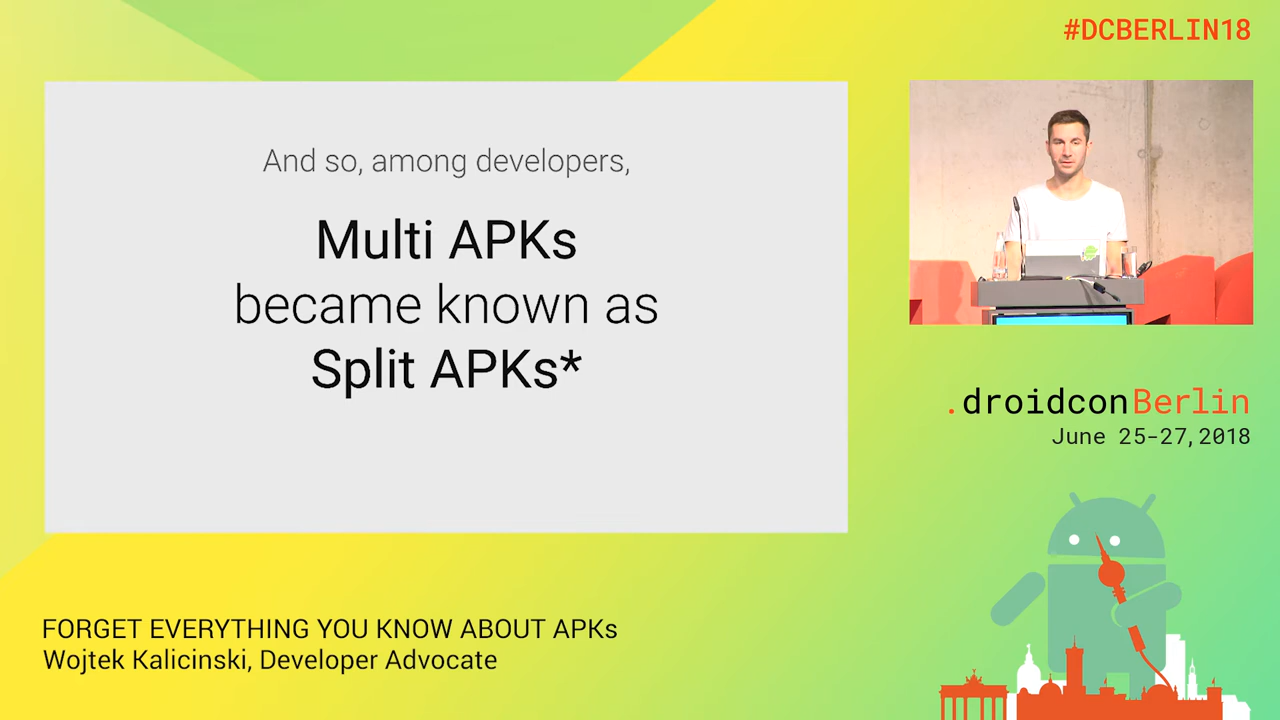 #DCBERLIN18
And so, among developers,
Multi APKs
became known as
Split APKs*
.droidconBerlin
June 25-27, 2018
FORGET EVERYTHING YOU KNOW ABOUT APKs
Wojtek Kalicinski, Developer Advocate